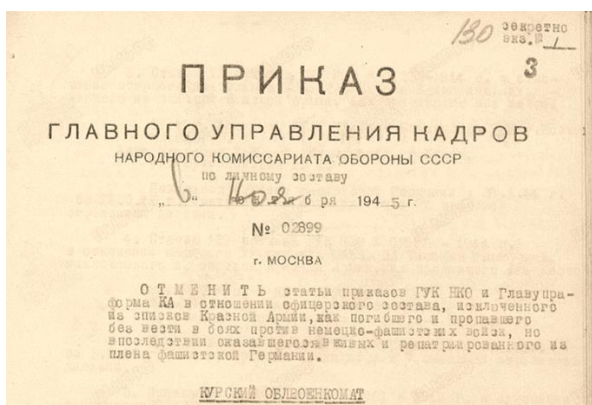 130
секретно
экз.№ 1
3
ПРИКАЗ
ГЛАВНОГО УПРАВЛЕНИЯ КАДРОВ
НАРОДНОГО КОМИССАРИАТА ОБОРОНЫ СССР
по личному составу
„6“ ноября 1945 г.
№ 02899
г. МОСКВА
ОТМЕНИТЬ статьи приказов ГУК НКО и Главупра-
форма КА в отношении офицерского состава, исключенного
из списков Красной Армии, как погибшего и пропавшего
без вести в боях против немецко-фашистских войск, но
впоследствии оказавшегося в живых и репатриированного из
плена фашистской Германии.
КУРСКИЙ ОБЛВОЕНКОМАТ